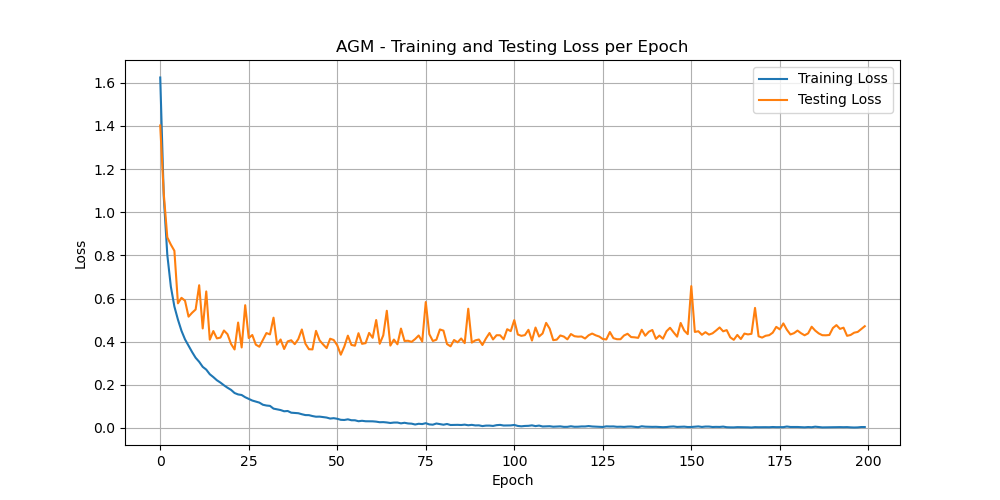 AGM - Training and Testing Loss per Epoch
Training Loss
Testing Loss
Loss
1.6
1.4
1.2
1.0
0.8
0.6
0.4
0.2
0.0
0 25 50 75 100 125 150 175 200
Epoch